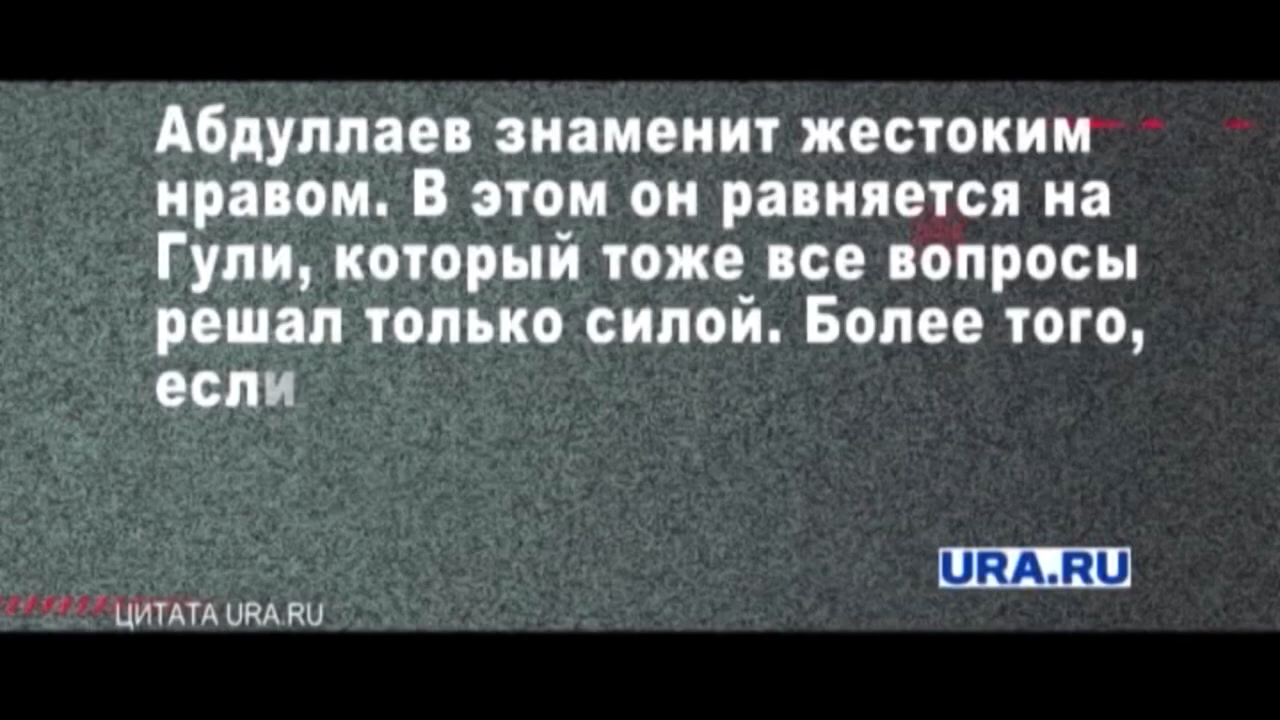 Абдуллаев знаменит жестоким
нравом. В этом он равняется на
Гули, который тоже все вопросы
решал только силой. Более того,
если
URA.RU
ЦИТАТА URA.RU